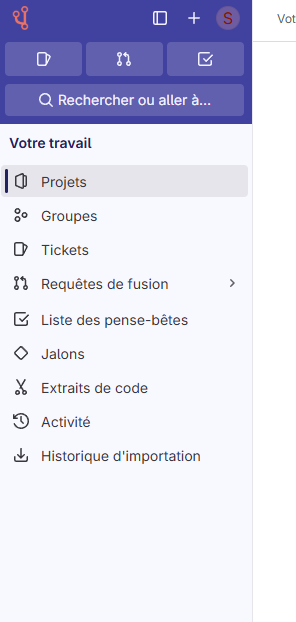 S
Vot
Rechercher ou aller à...
Votre travail
Projets
Groupes
Tickets
Requêtes de fusion
Liste des pense-bêtes
Jalons
Extraits de code
Activité
Historique d'importation